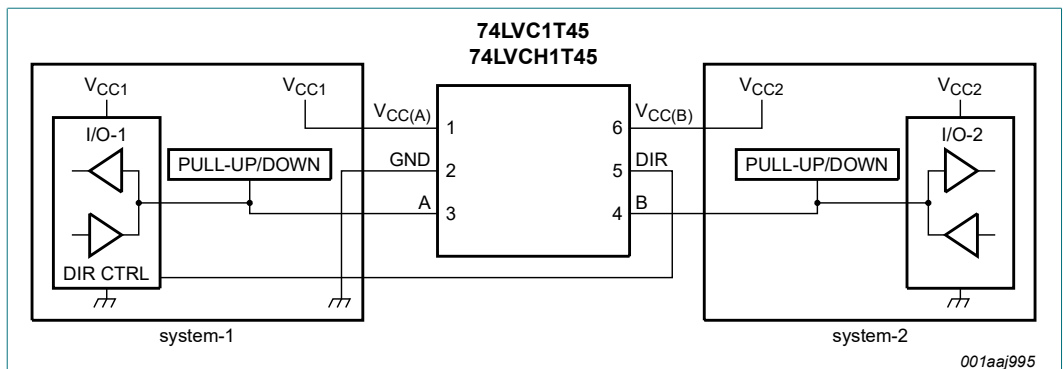 74LVC1T45
74LVCH1T45
VCC1
VCC1
VCC(A)
VCC(B)
VCC2
VCC2
I/O-1
1
6
I/O-2
PULL-UP/DOWN
GND
2
5
DIR
PULL-UP/DOWN
A
3
4
B
DIR CTRL
system-1
system-2
001aaj995